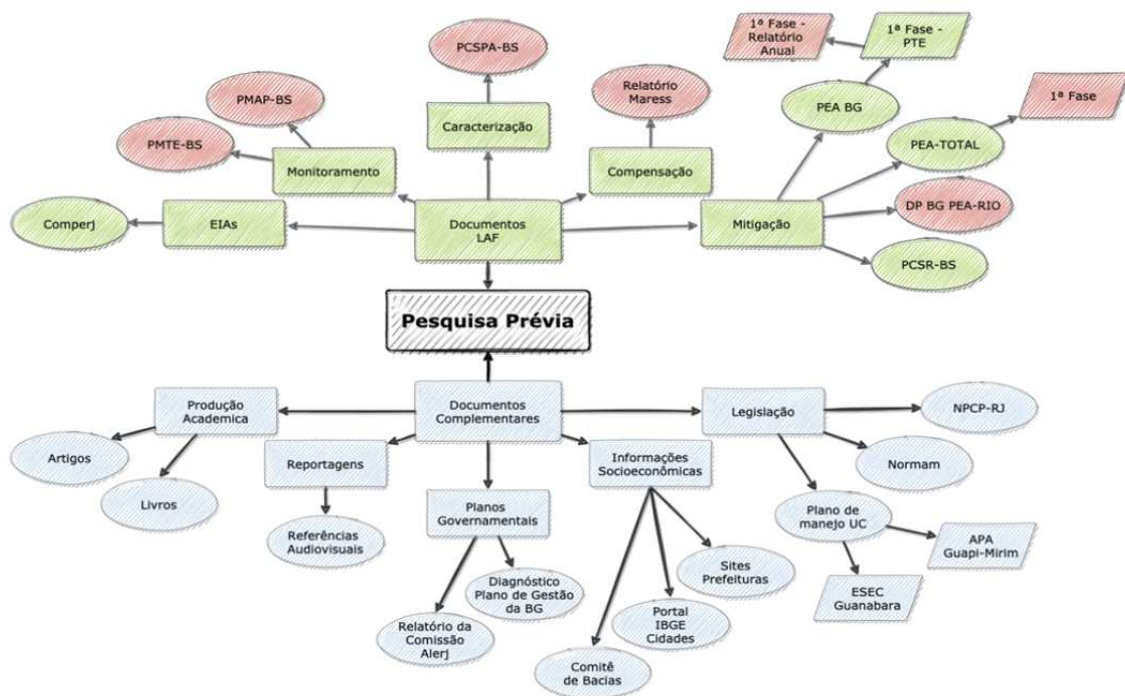 1ª Fase -
Relatório
Anual
1ª Fase -
PTE
PCSPA-BS
Relatório
Maress
PMAP-BS
PEA BG
1ª Fase
Caracterização
PMTE-BS
PEA-TOTAL
Monitoramento
Compensação
DP BG PEA-RIO
Comperj
EIAs
Documentos
LAF
Mitigação
PCSR-BS
Pesquisa Prévia
Produção
Academica
Documentos
Complementares
Legislação
NPCP-RJ
Artigos
Reportagens
Informações
Socioeconômicas
Normam
Livros
Planos
Governamentais
Plano de
manejo UC
Referências
Audiovisuais
APA
Guapi-Mirim
Sites
Prefeituras
Diagnóstico
Plano de Gestão
da BG
ESEC
Guanabara
Relatório da
Comissão
Alerj
Portal
IBGE
Cidades
Comitê
de Bacias